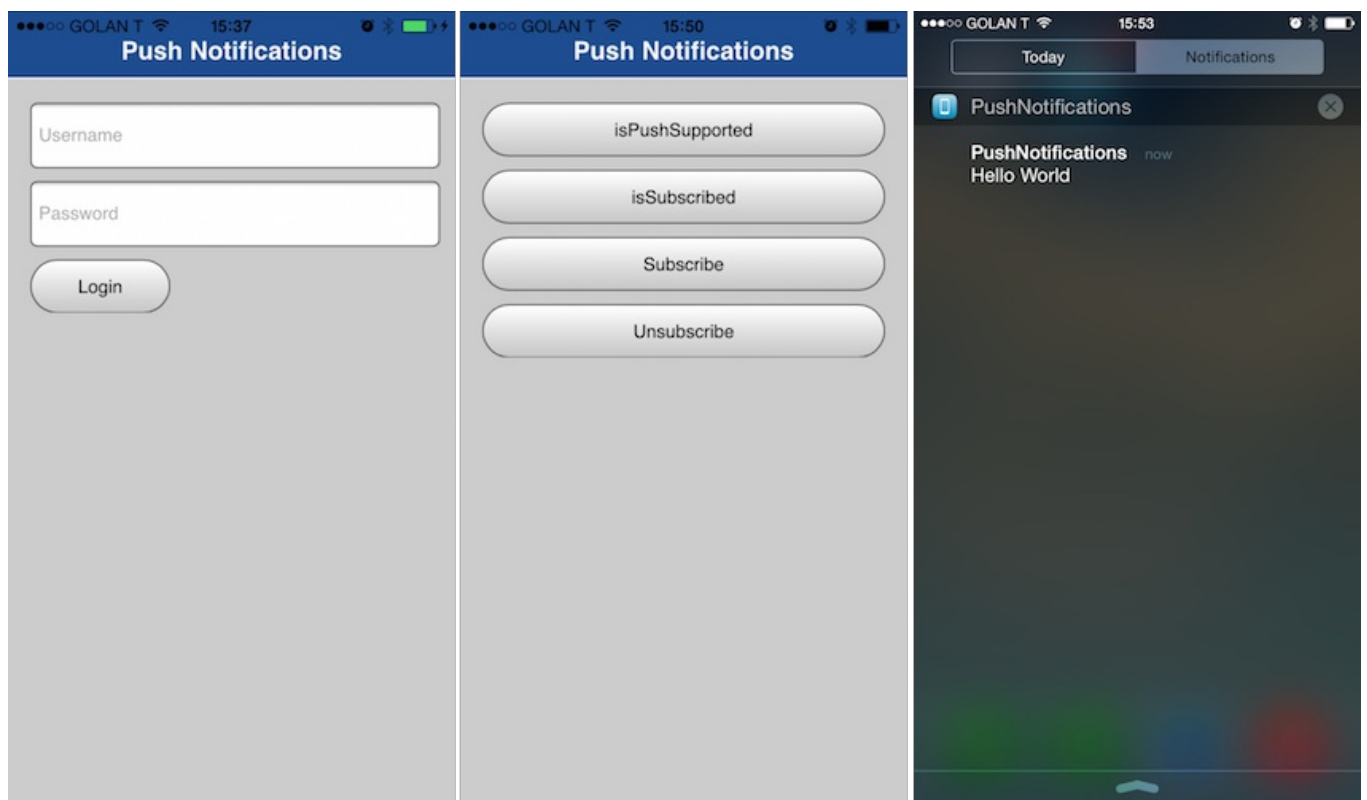 GOLAN T 15:37
Push Notifications
Username
Password
Login
GOLAN T 15:50
Push Notifications
isPushSupported
isSubscribed
Subscribe
Unsubscribe
GOLAN T 15:53
Today Notifications
PushNotifications
PushNotifications now
Hello World